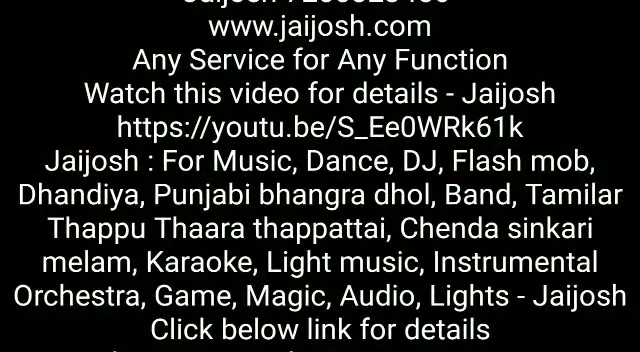 www.jaijosh.com
Any Service for Any Function
Watch this video for details - Jaijosh
https://youtu.be/S_Ee0WRk61k
Jaijosh : For Music, Dance, DJ, Flash mob,
Dhandiya, Punjabi bhangra dhol, Band, Tamilar
Thappu Thaara thappattai, Chenda sinkari
melam, Karaoke, Light music, Instrumental
Orchestra, Game, Magic, Audio, Lights - Jaijosh
Click below link for details